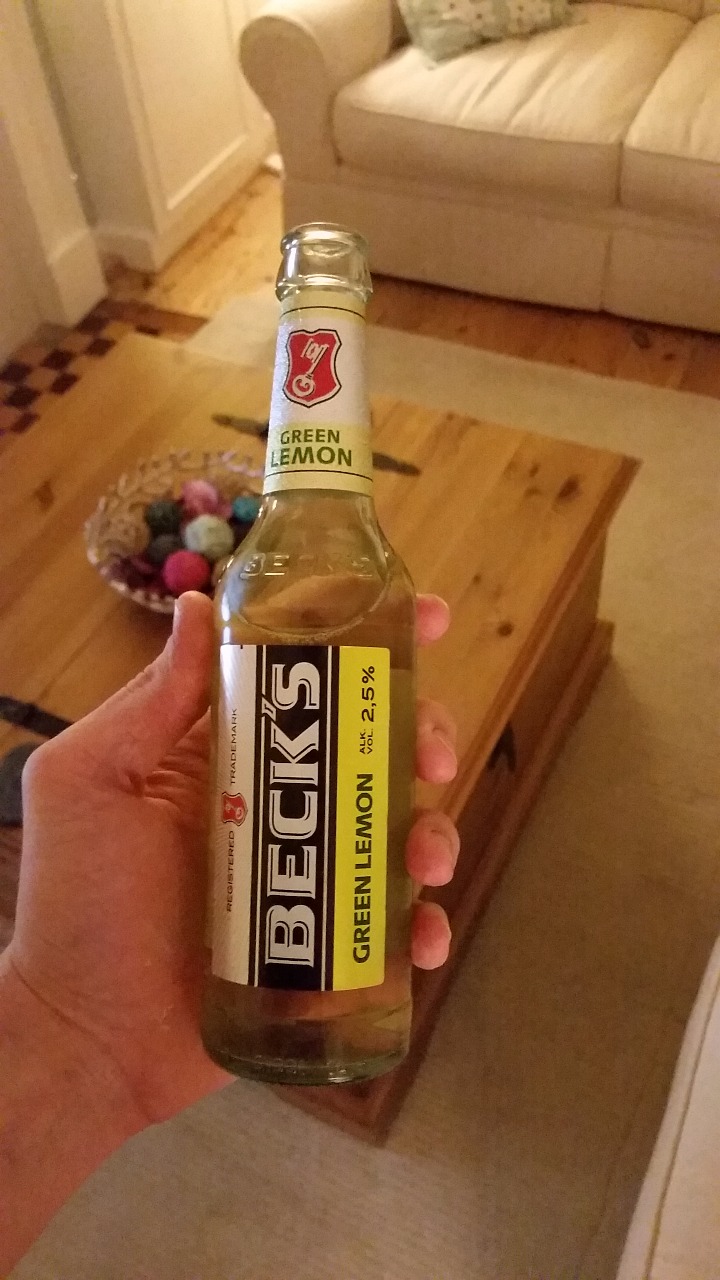 GREEN
LEMON
BECK'S
REGISTERED TRADEMARK
BECK'S
GREEN LEMON ALK. VOL. 2,5%